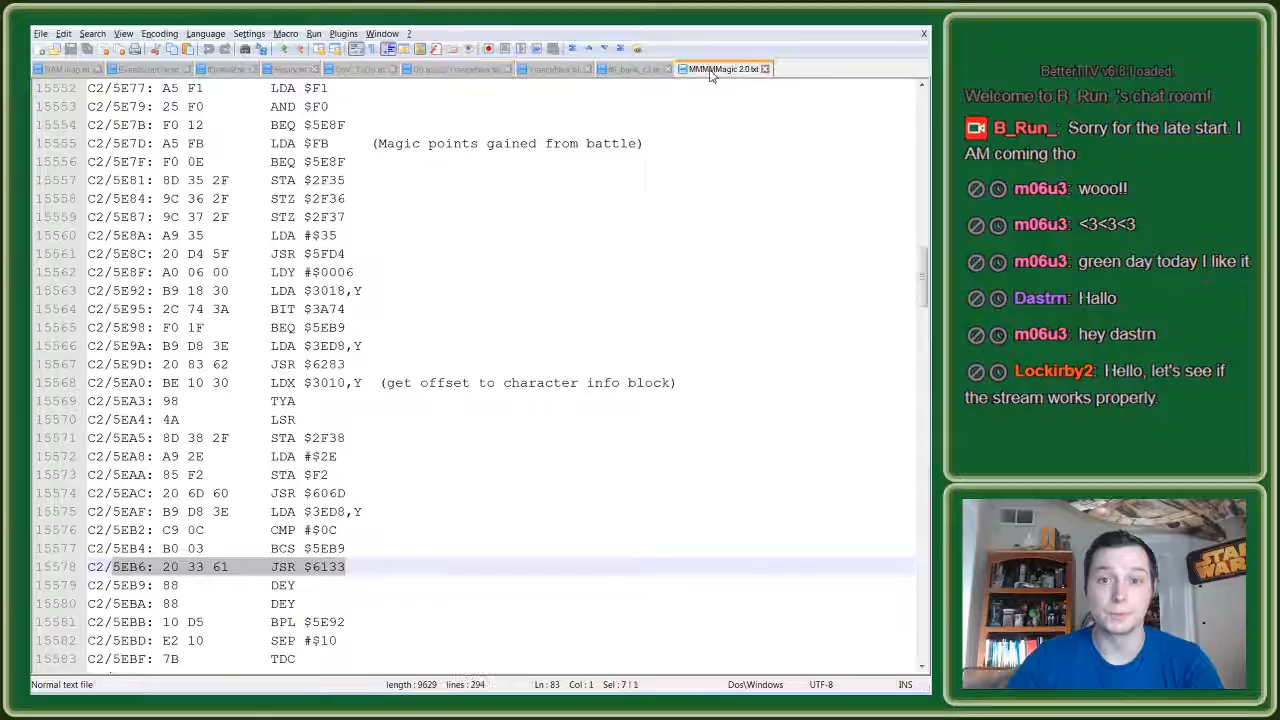 File Edit Search View Encoding Language Settings Macro Run Plugins Window ? X
MMMMagic 2.0.txt
15552 C2/5E77: A5 F1 LDA $F1
15553 C2/5E79: 25 F0 AND $F0
15554 C2/5E7B: F0 12 BEQ $5E8F
15555 C2/5E7D: A5 FB LDA $FB (Magic points gained from battle)
15556 C2/5E7F: F0 0E BEQ $5E8F
15557 C2/5E81: 8D 35 2F STA $2F35
15558 C2/5E84: 9C 36 2F STZ $2F36
15559 C2/5E87: 9C 37 2F STZ $2F37
15560 C2/5E8A: A9 35 LDA #$35
15561 C2/5E8C: 20 D4 5F JSR $5FD4
15562 C2/5E8F: A0 06 00 LDY #$0006
15563 C2/5E92: B9 18 30 LDA $3018,Y
15564 C2/5E95: 2C 74 3A BIT $3A74
15565 C2/5E98: F0 1F BEQ $5EB9
15566 C2/5E9A: B9 D8 3E LDA $3ED8,Y
15567 C2/5E9D: 20 83 62 JSR $6283
15568 C2/5EA0: BE 10 30 LDX $3010,Y (get offset to character info block)
15569 C2/5EA3: 98 TYA
15570 C2/5EA4: 4A LSR
15571 C2/5EA5: 8D 38 2F STA $2F38
15572 C2/5EA8: A9 2E LDA #$2E
15573 C2/5EAA: 85 F2 STA $F2
15574 C2/5EAC: 20 6D 60 JSR $606D
15575 C2/5EAF: B9 D8 3E LDA $3ED8,Y
15576 C2/5EB2: C9 0C CMP #$0C
15577 C2/5EB4: B0 03 BCS $5EB9
15578 C2/5EB6: 20 33 61 JSR $6133
15579 C2/5EB9: 88 DEY
15580 C2/5EBA: 88 DEY
15581 C2/5EBB: 10 D5 BPL $5E92
15582 C2/5EBD: E2 10 SEP #$10
15583 C2/5EBF: 7B TDC
Normal text file length : 9629 lines : 294 Ln : 83 Col : 1 Sel : 7 | 1 Dos\Windows UTF-8 INS
BetterTTV v6.8 Loaded.
Welcome to B_Run_'s chat room!
B_Run_: Sorry for the late start. I
AM coming tho
m06u3: wooo!!
m06u3: <3<3<3
m06u3: green day today I like it
Dastrn: Hallo
m06u3: hey dastrn
Lockirby2: Hello, let's see if
the stream works properly.
STAR
WARS